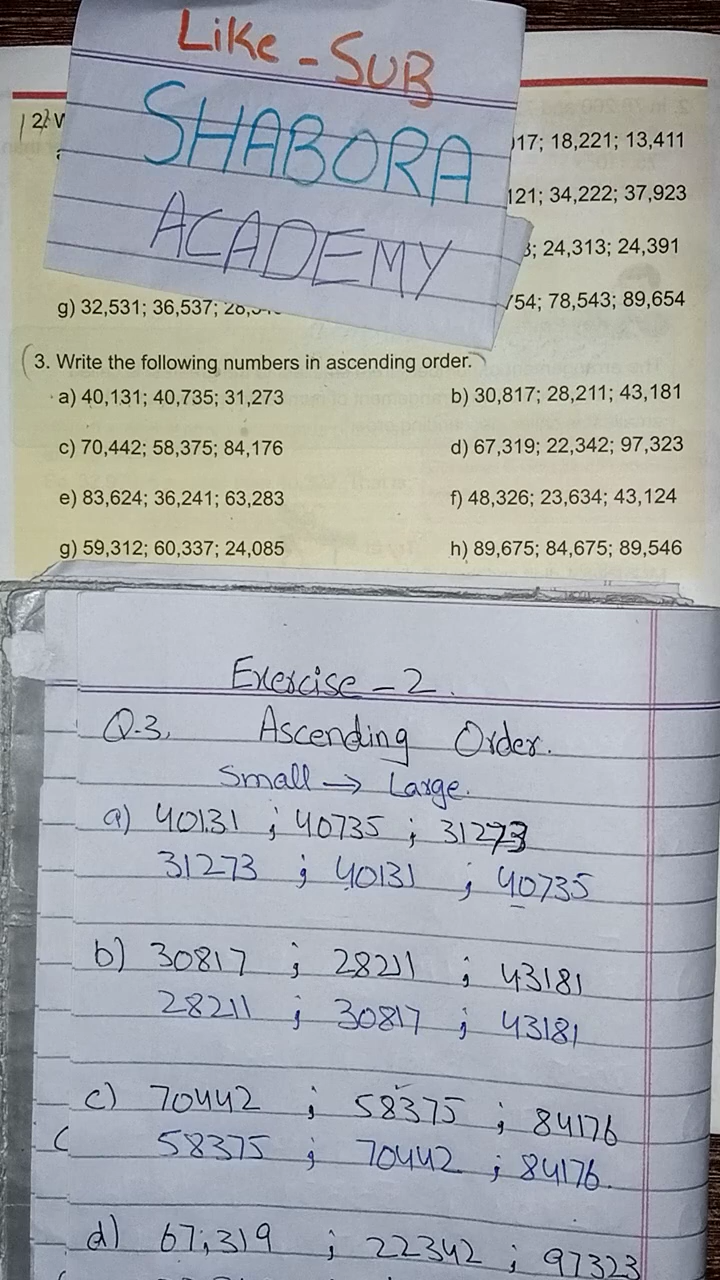 Like - SUB
SHABORA
ACADEMY
2.
17; 18,221; 13,411
121; 34,222; 37,923
24,313; 24,391
g) 32,531; 36,537;
754; 78,543; 89,654
3. Write the following numbers in ascending order.
a) 40,131; 40,735; 31,273 b) 30,817; 28,211; 43,181
c) 70,442; 58,375; 84,176 d) 67,319; 22,342; 97,323
e) 83,624; 36,241; 63,283 f) 48,326; 23,634; 43,124
g) 59,312; 60,337; 24,085 h) 89,675; 84,675; 89,546
Exercise - 2.
Q.3. Ascending Order.
Small → Large.
a) 40131 ; 40735 ; 31273
31273 ; 40131 ; 40735
b) 30817 ; 28211 ; 43181
28211 ; 30817 ; 43181
c) 70442 ; 58375 ; 84176
58375 ; 70442 ; 84176.
d) 67,319 ; 22342 ; 97323